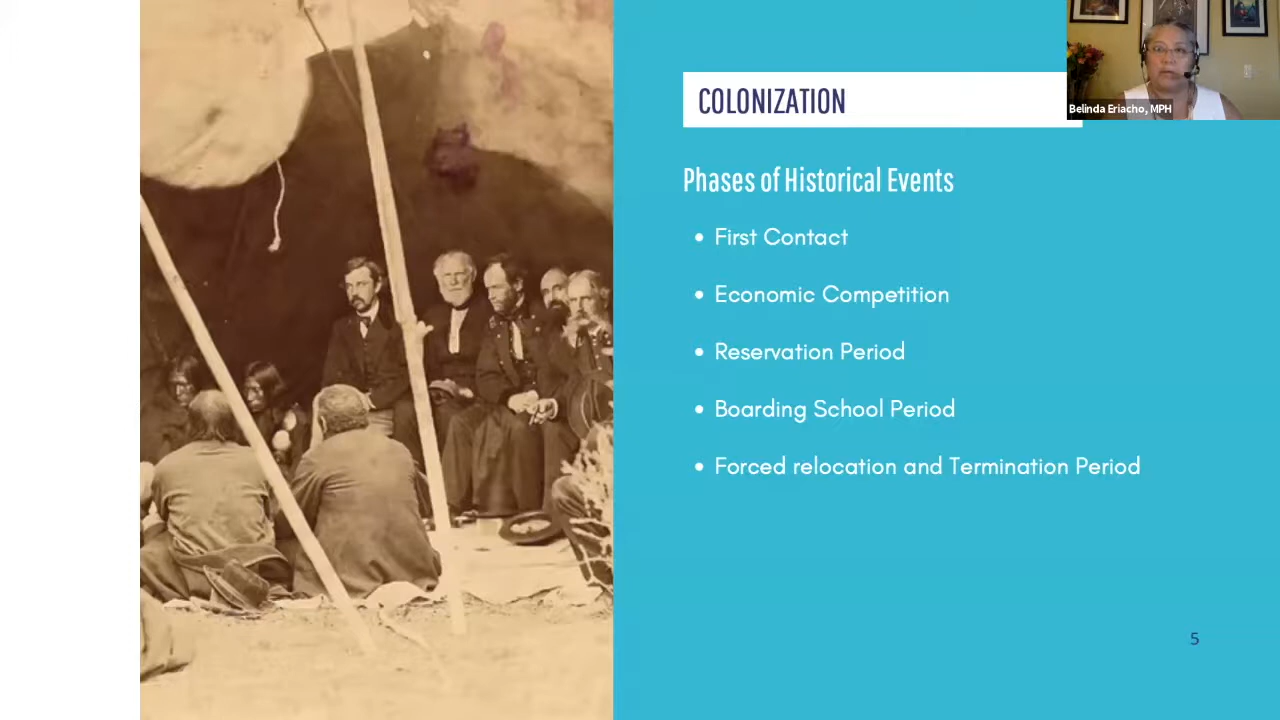 COLONIZATION
Belinda Eriacho, MPH
Phases of Historical Events
• First Contact
• Economic Competition
• Reservation Period
• Boarding School Period
• Forced relocation and Termination Period
5